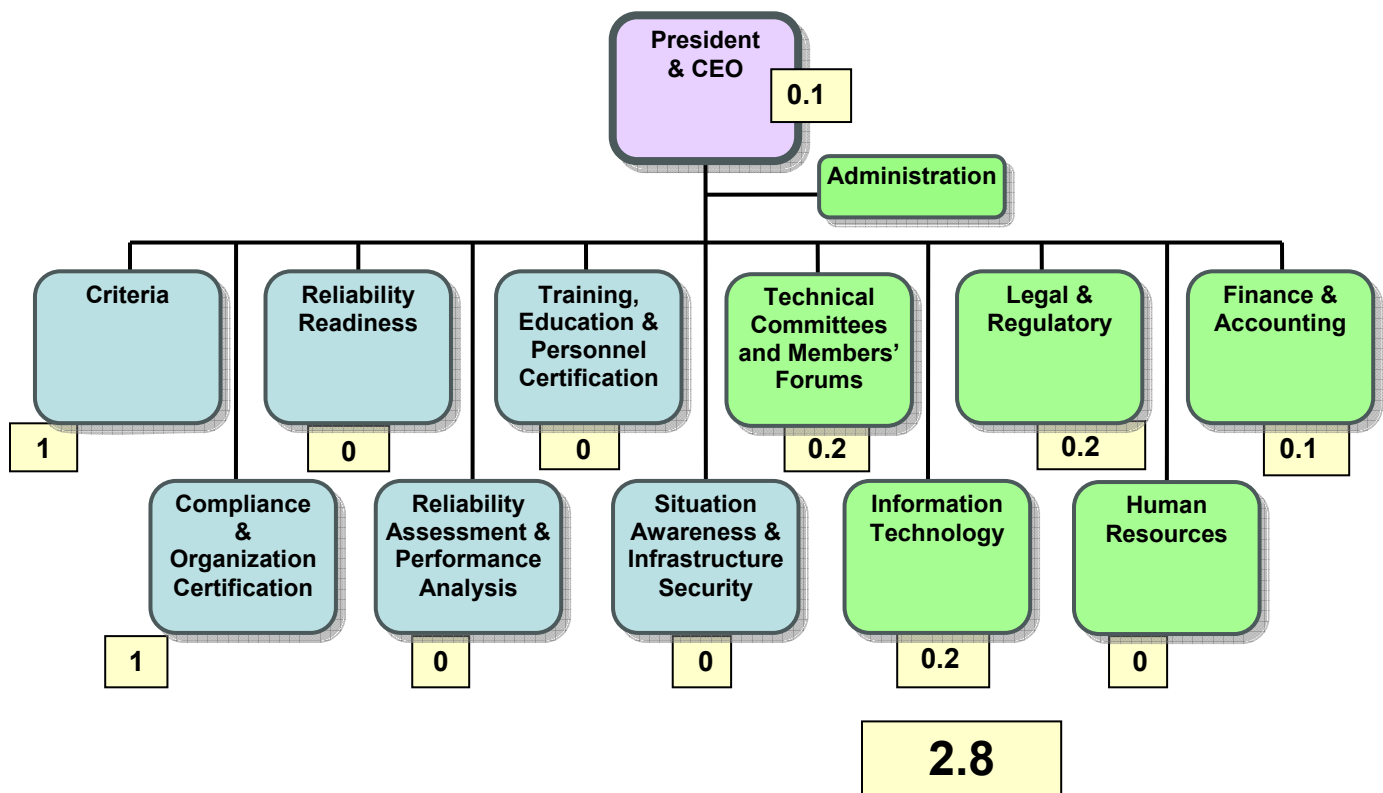 President
& CEO
0.1
Administration
Criteria
1
Reliability
Readiness
0
Training,
Education &
Personnel
Certification
0
Technical
Committees
and Members’
Forums
0.2
Legal &
Regulatory
0.2
Finance &
Accounting
0.1
Compliance
&
Organization
Certification
1
Reliability
Assessment &
Performance
Analysis
0
Situation
Awareness &
Infrastructure
Security
0
Information
Technology
0.2
Human
Resources
0
2.8